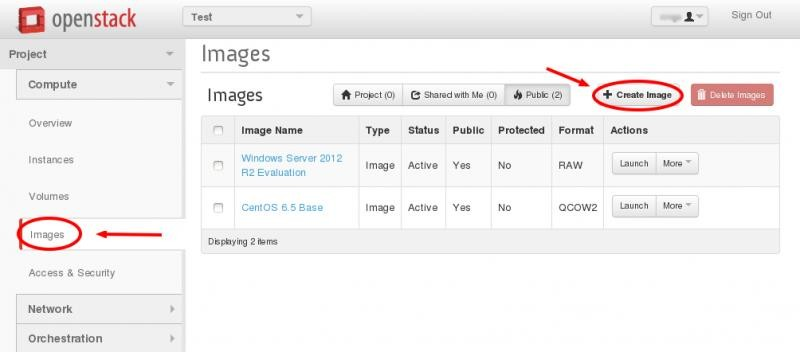 openstack
Test
Sign Out
Project
Compute
Overview
Instances
Volumes
Images
Access & Security
Network
Orchestration
Images
Images
Project (0) Shared with Me (0) Public (2) Create Image Delete Images
Image Name Type Status Public Protected Format Actions
Windows Server 2012
R2 Evaluation
Image Active Yes No RAW Launch More
CentOS 6.5 Base Image Active Yes No QCOW2 Launch More
Displaying 2 items